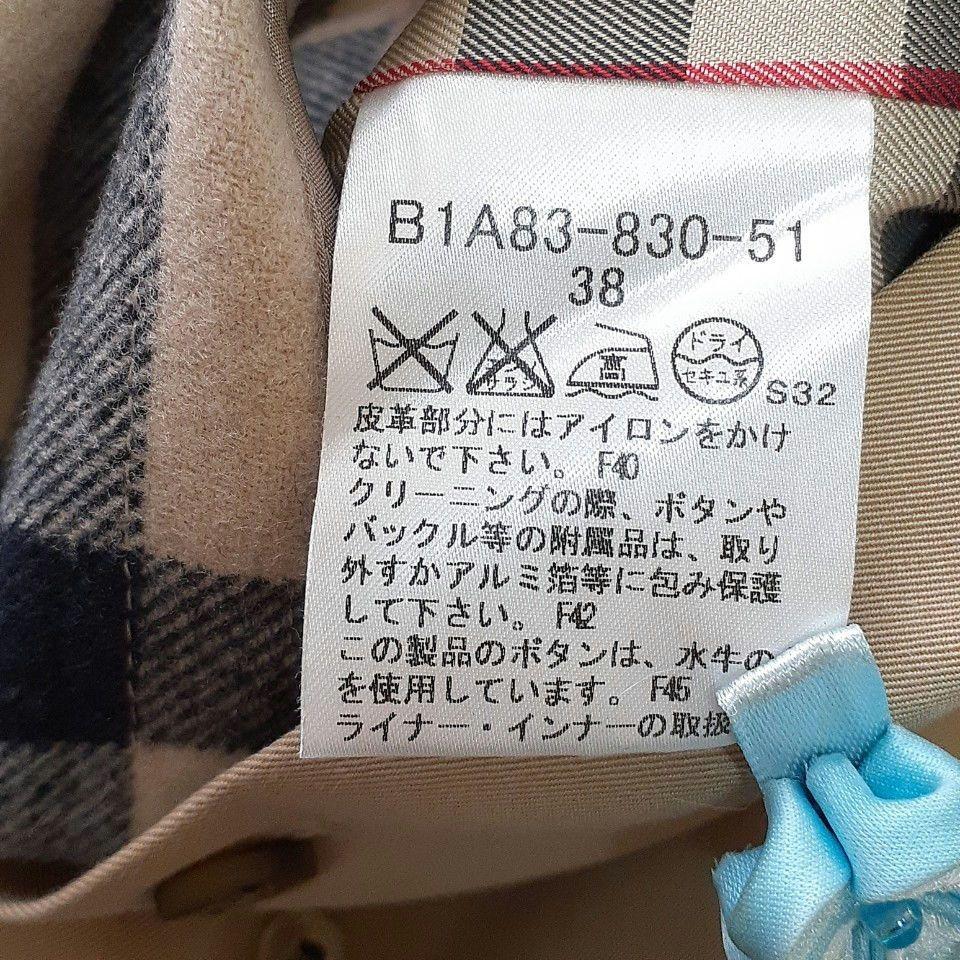 B1A83-830-51
38
高
ドライ
セキユ系
S32
皮革部分にはアイロンをかけ
ないで下さい。 F40
クリーニングの際、ボタンや
バックル等の附属品は、取り
外すかアルミ箔等に包み保護
して下さい。 F42
この製品のボタンは、水牛の
を使用しています。 F45
ライナー・インナーの取扱